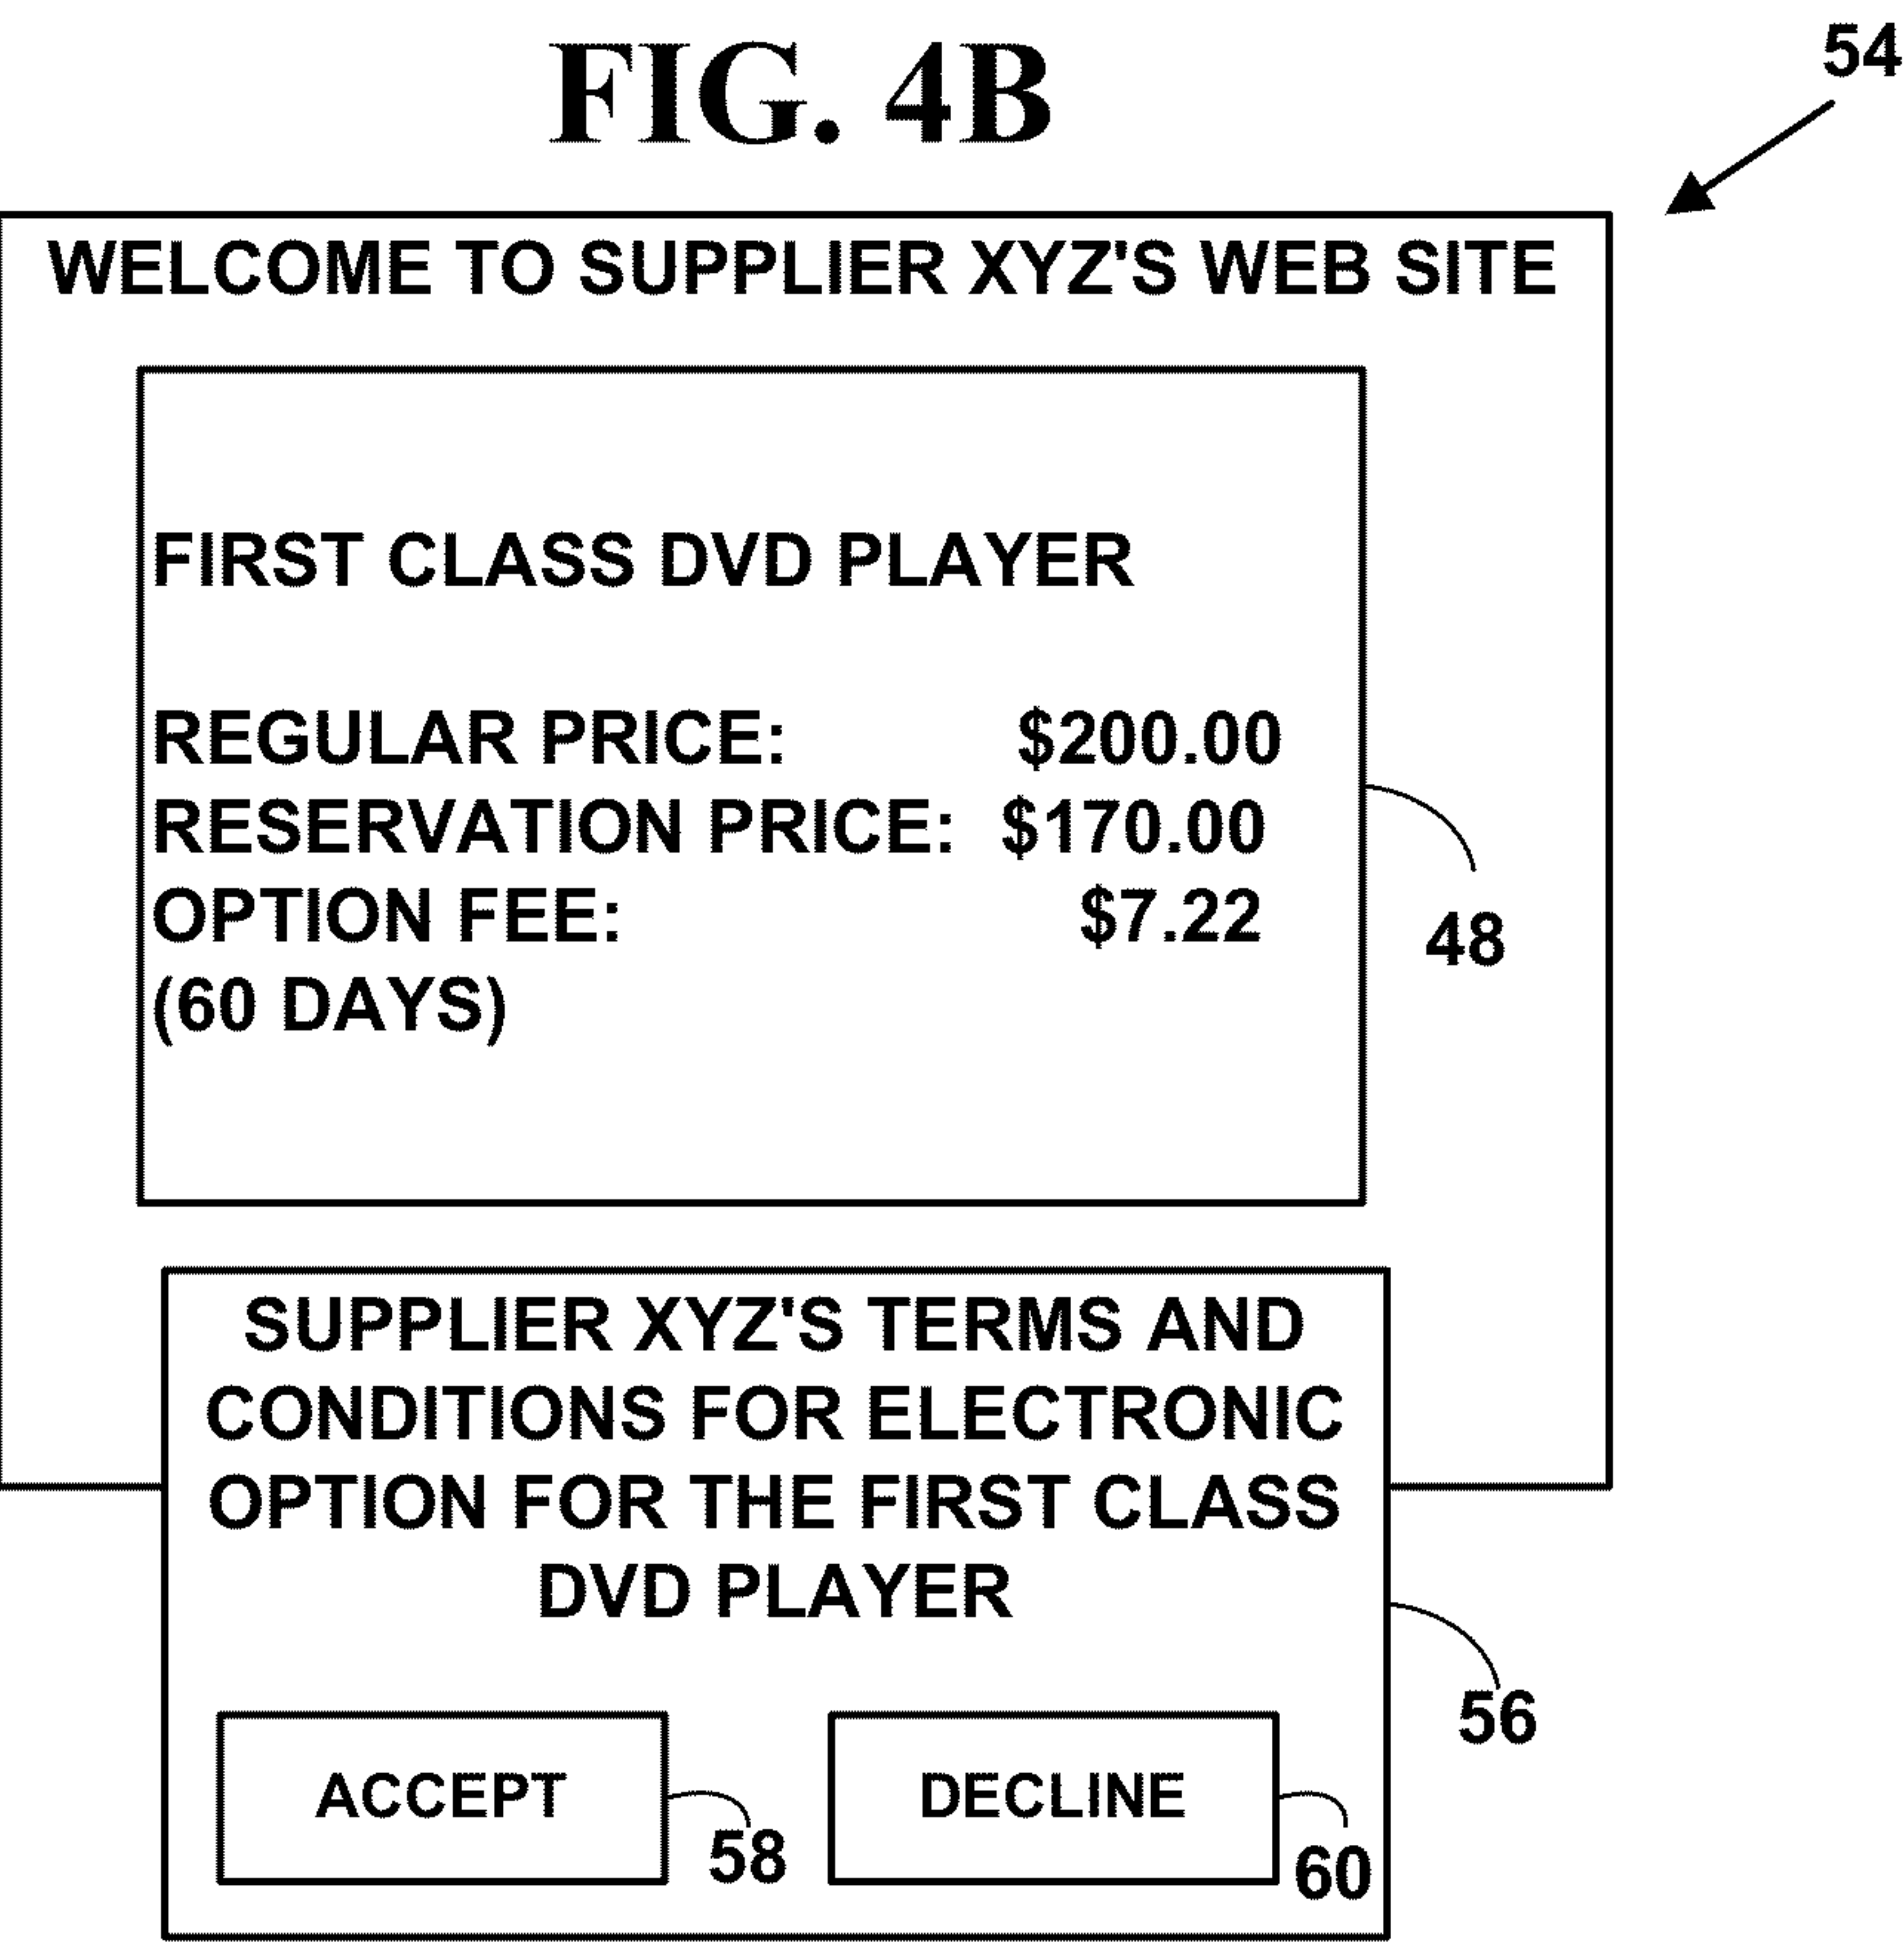 FIG. 4B
54
WELCOME TO SUPPLIER XYZ'S WEB SITE
FIRST CLASS DVD PLAYER
REGULAR PRICE: $200.00
RESERVATION PRICE: $170.00
OPTION FEE: $7.22
(60 DAYS)
48
SUPPLIER XYZ'S TERMS AND
CONDITIONS FOR ELECTRONIC
OPTION FOR THE FIRST CLASS
DVD PLAYER
56
ACCEPT
58
DECLINE
60